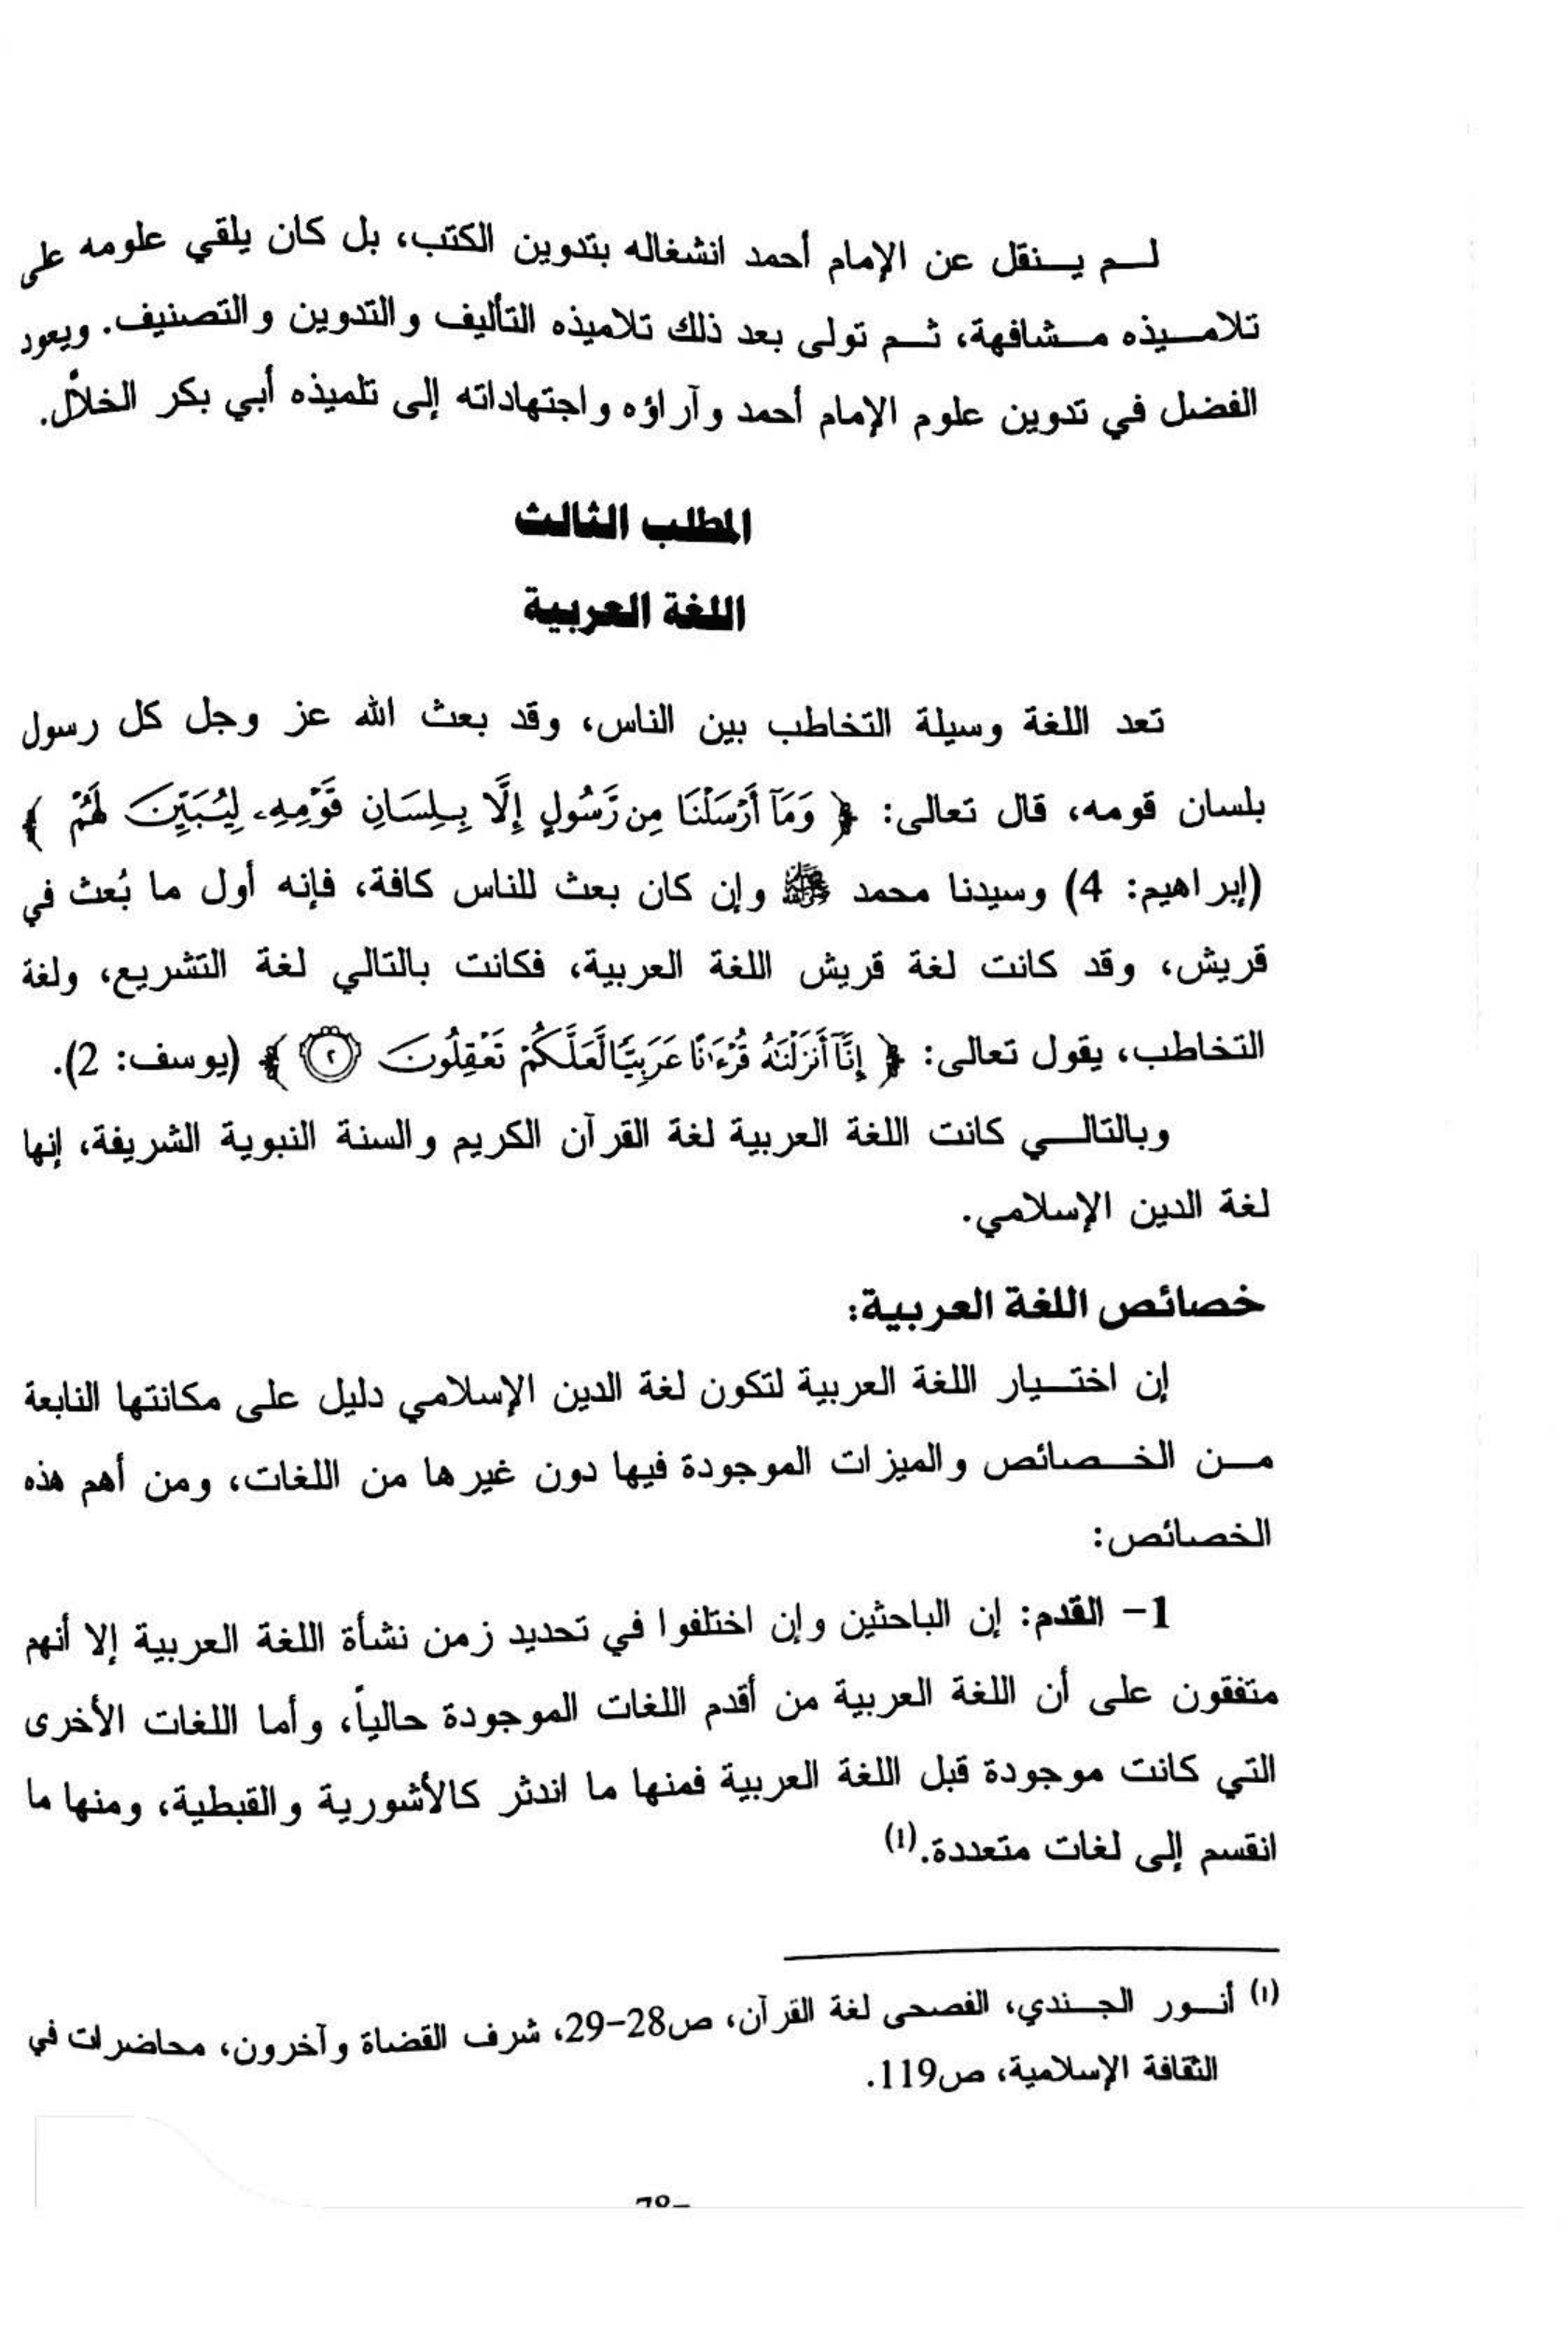 لم ينقل عن الإمام أحمد انشغاله بتدوين الكتب، بل كان يلقي علومه على
تلاميذه مشافهة، ثم تولى بعد ذلك تلاميذه التأليف والتدوين والتصنيف. ويعود
الفضل في تدوين علوم الإمام أحمد وآراؤه واجتهاداته إلى تلميذه أبي بكر الخلاّل.
المطلب الثالث
اللغة العربية
تعد اللغة وسيلة التخاطب بين الناس، وقد بعث الله عز وجل كل رسول
بلسان قومه، قال تعالى: ﴿ وَمَآ أَرْسَلْنَا مِن رَّسُولٍ إِلَّا بِلِسَانِ قَوْمِهِۦ لِيُبَيِّنَ لَهُمْ ﴾
(إبراهيم: 4) وسيدنا محمد ﷺ وإن كان بعث للناس كافة، فإنه أول ما بُعث في
قريش، وقد كانت لغة قريش اللغة العربية، فكانت بالتالي لغة التشريع، ولغة
التخاطب، يقول تعالى: ﴿ إِنَّآ أَنزَلْنَٰهُ قُرْءَٰنًا عَرَبِيًّا لَّعَلَّكُمْ تَعْقِلُونَ ٢ ﴾ (يوسف: 2).
وبالتالي كانت اللغة العربية لغة القرآن الكريم والسنة النبوية الشريفة، إنها
لغة الدين الإسلامي.
خصائص اللغة العربية:
إن اختيار اللغة العربية لتكون لغة الدين الإسلامي دليل على مكانتها النابعة
من الخصائص والميزات الموجودة فيها دون غيرها من اللغات، ومن أهم هذه
الخصائص:
1- القدم: إن الباحثين وإن اختلفوا في تحديد زمن نشأة اللغة العربية إلا أنهم
متفقون على أن اللغة العربية من أقدم اللغات الموجودة حالياً، وأما اللغات الأخرى
التي كانت موجودة قبل اللغة العربية فمنها ما اندثر كالأشورية والقبطية، ومنها ما
انقسم إلى لغات متعددة.(1)
(1) أنور الجندي، الفصحى لغة القرآن، ص28-29، شرف القضاة وآخرون، محاضرات في
الثقافة الإسلامية، ص119.